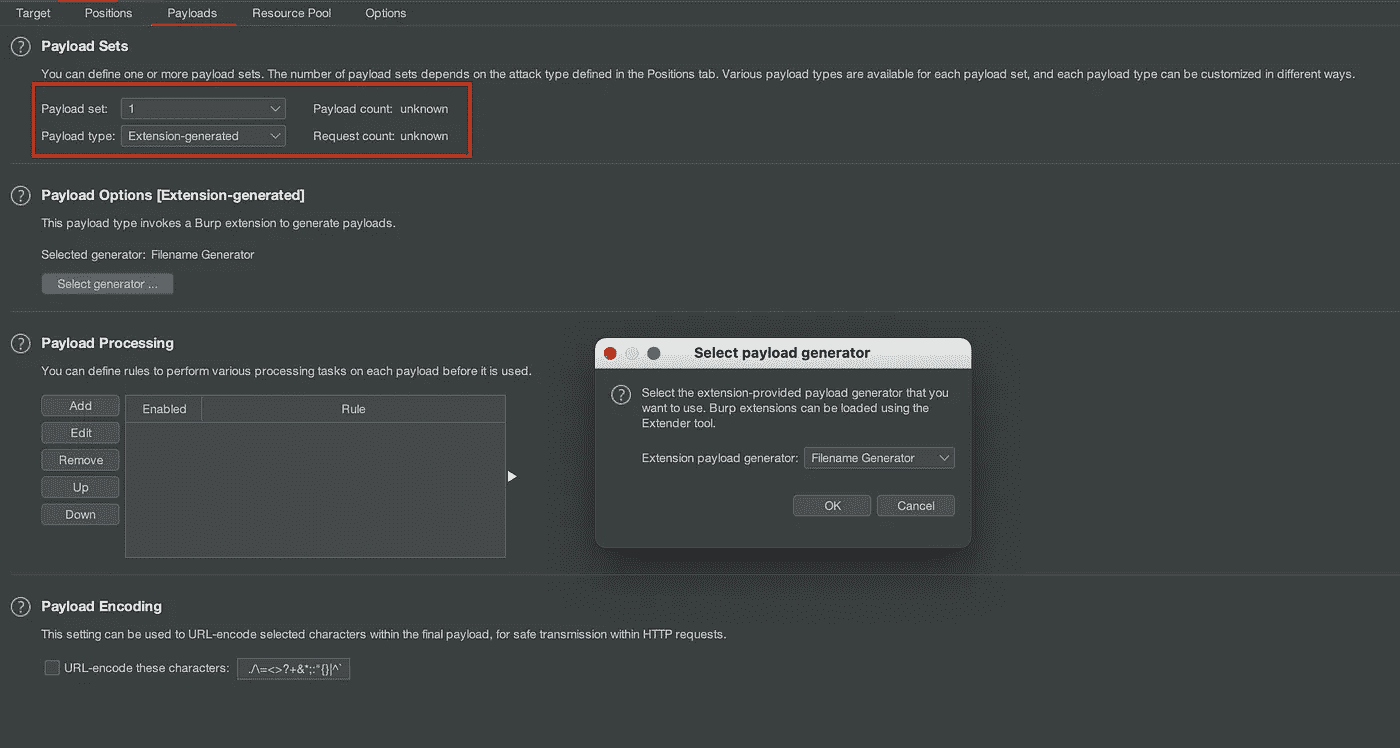 Target Positions Payloads Resource Pool Options
Payload Sets
You can define one or more payload sets. The number of payload sets depends on the attack type defined in the Positions tab. Various payload types are available for each payload set, and each payload type can be customized in different ways.
Payload set: 1 Payload count: unknown
Payload type: Extension-generated Request count: unknown
Payload Options [Extension-generated]
This payload type invokes a Burp extension to generate payloads.
Selected generator: Filename Generator
Select generator ...
Payload Processing
You can define rules to perform various processing tasks on each payload before it is used.
Add
Edit
Remove
Up
Down
Enabled Rule
Select payload generator
Select the extension-provided payload generator that you
want to use. Burp extensions can be loaded using the
Extender tool.
Extension payload generator: Filename Generator
OK Cancel
Payload Encoding
This setting can be used to URL-encode selected characters within the final payload, for safe transmission within HTTP requests.
URL-encode these characters: ./\=<>?+&*;:"{}|^`